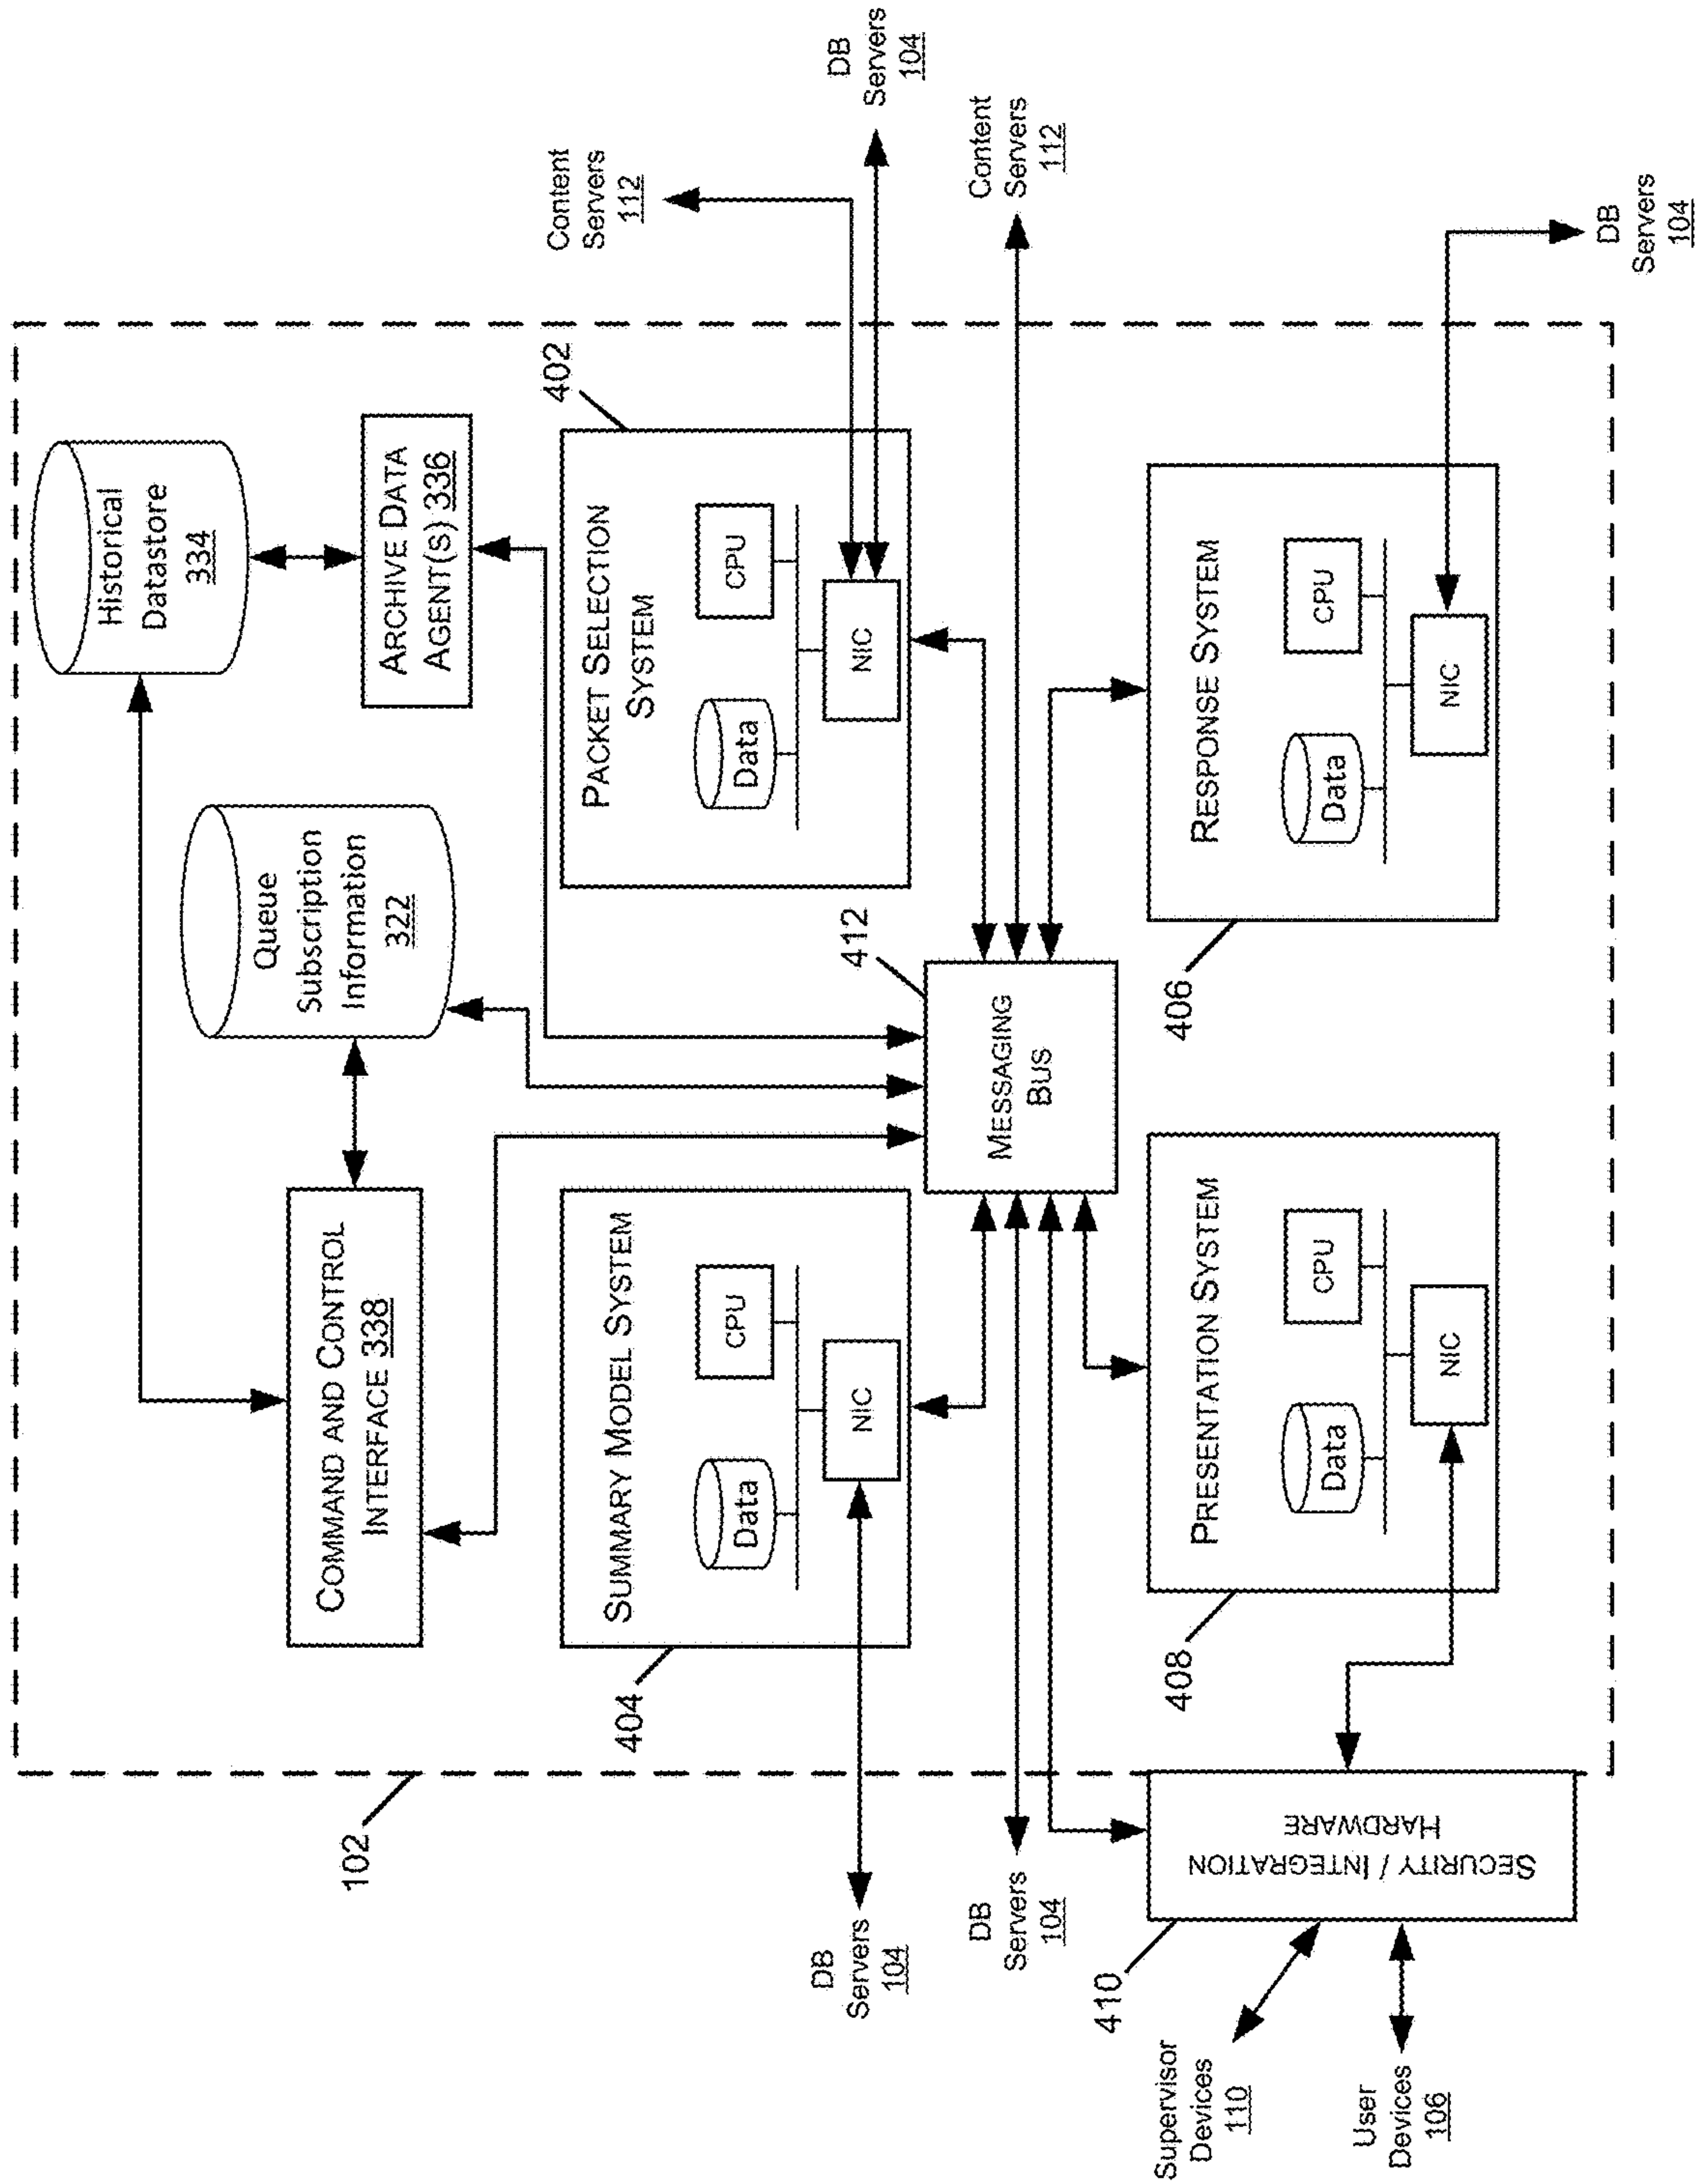 102
COMMAND AND CONTROL
INTERFACE 338
Queue
Subscription
Information
322
Historical
Datastore
334
ARCHIVE DATA
AGENT(S) 336
404
SUMMARY MODEL SYSTEM
Data
CPU
NIC
DB
Servers
104
402
PACKET SELECTION
SYSTEM
Data
CPU
NIC
Content
Servers
112
DB
Servers
104
412
MESSAGING
BUS
DB
Servers
104
Content
Servers
112
408
PRESENTATION SYSTEM
Data
CPU
NIC
406
RESPONSE SYSTEM
Data
CPU
NIC
DB
Servers
104
410
SECURITY / INTEGRATION
HARDWARE
Supervisor
Devices
110
User
Devices
106